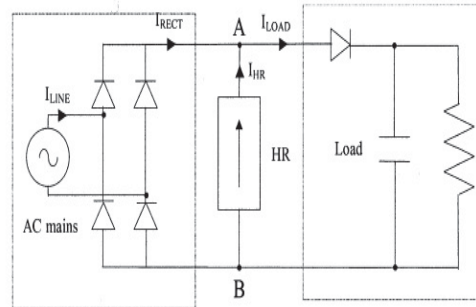 I_RECT
A
I_LOAD
I_HR
I_LINE
HR
Load
AC mains
B